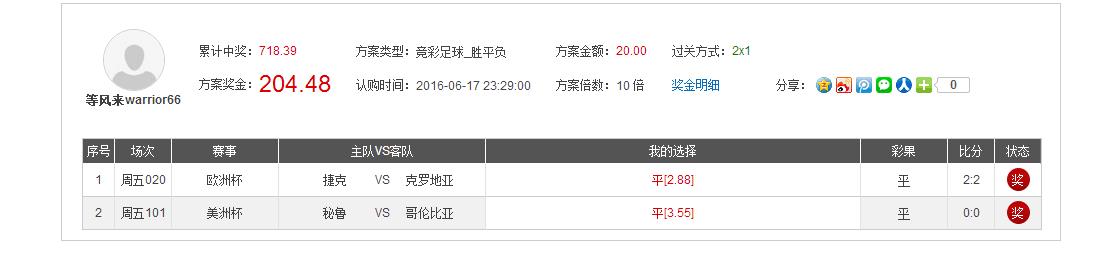 累计中奖：718.39 方案类型：竞彩足球_胜平负 方案金额：20.00 过关方式：2x1
方案奖金：204.48 认购时间：2016-06-17 23:29:00 方案倍数：10 倍 奖金明细 分享： 0
等风来warrior66
序号 场次 赛事 主队VS客队 我的选择 彩果 比分 状态
1 周五020 欧洲杯 捷克 VS 克罗地亚 平[2.88] 平 2:2 奖
2 周五101 美洲杯 秘鲁 VS 哥伦比亚 平[3.55] 平 0:0 奖